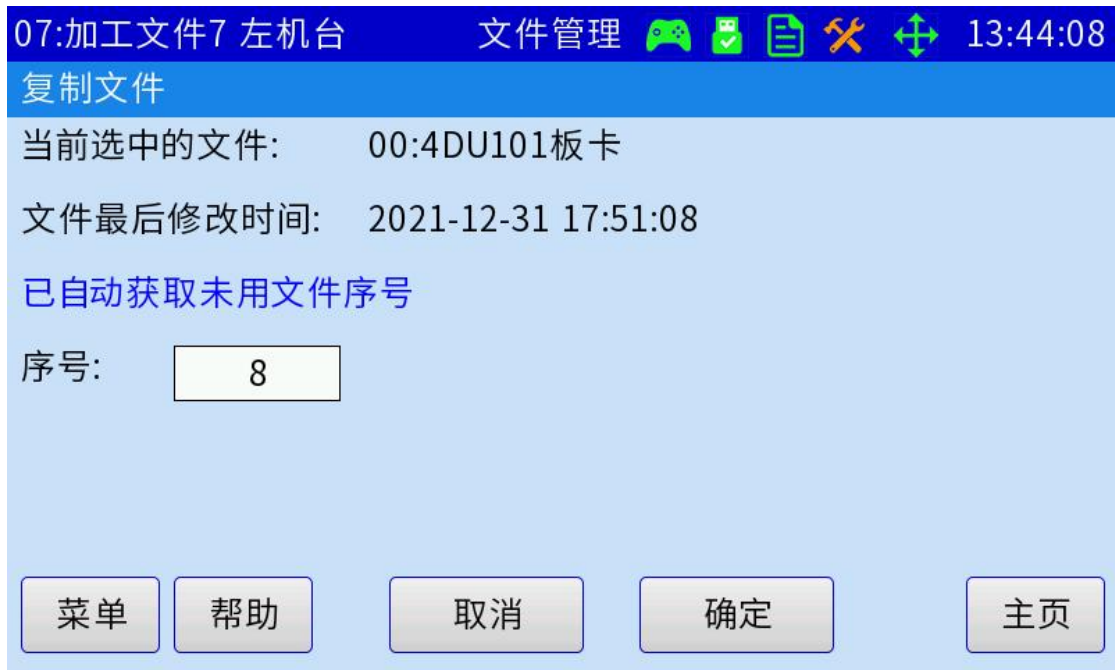 07:加工文件7 左机台 文件管理 13:44:08
复制文件
当前选中的文件: 00:4DU101板卡
文件最后修改时间: 2021-12-31 17:51:08
已自动获取未用文件序号
序号: 8
菜单 帮助 取消 确定 主页